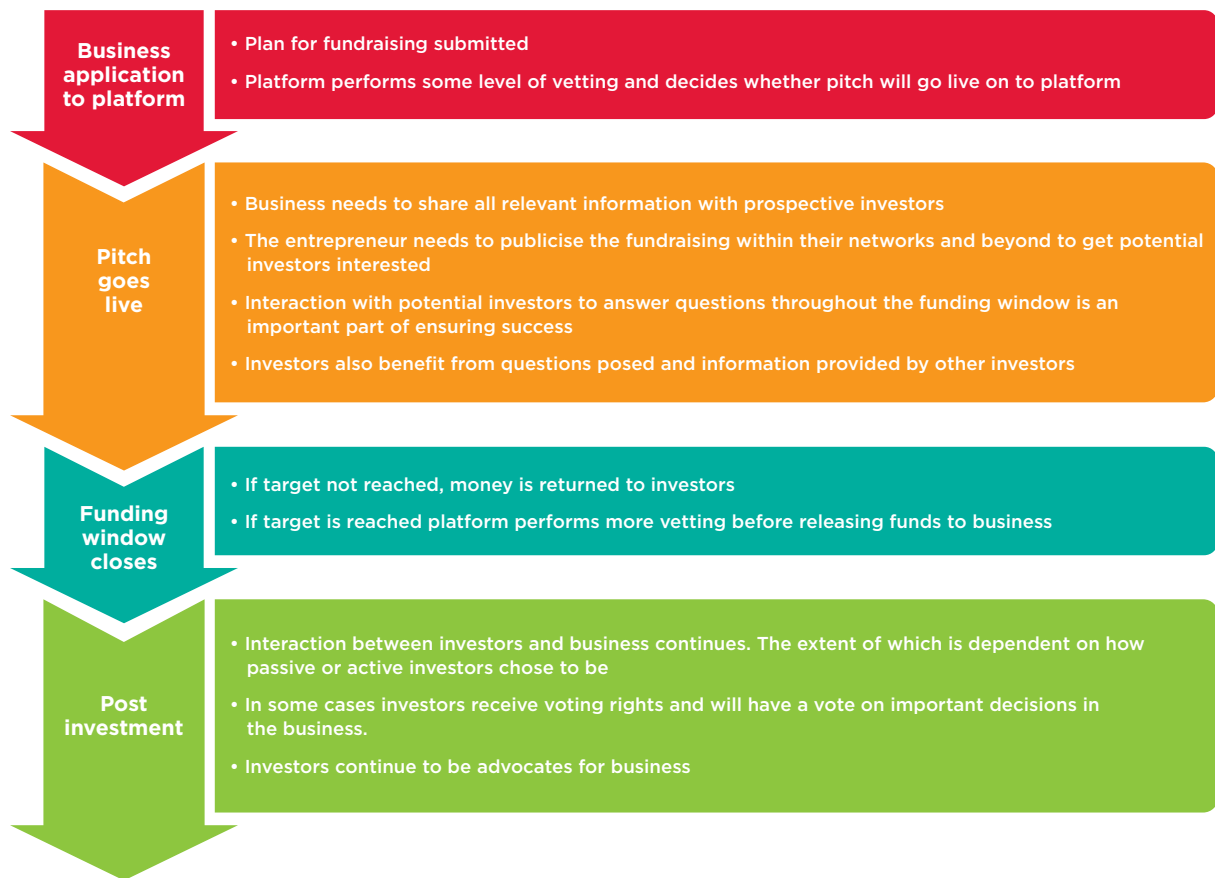 Business
application
to platform
• Plan for fundraising submitted
• Platform performs some level of vetting and decides whether pitch will go live on to platform
Pitch
goes
live
• Business needs to share all relevant information with prospective investors
• The entrepreneur needs to publicise the fundraising within their networks and beyond to get potential
investors interested
• Interaction with potential investors to answer questions throughout the funding window is an
important part of ensuring success
• Investors also benefit from questions posed and information provided by other investors
Funding
window
closes
• If target not reached, money is returned to investors
• If target is reached platform performs more vetting before releasing funds to business
Post
investment
• Interaction between investors and business continues. The extent of which is dependent on how
passive or active investors chose to be
• In some cases investors receive voting rights and will have a vote on important decisions in
the business.
• Investors continue to be advocates for business